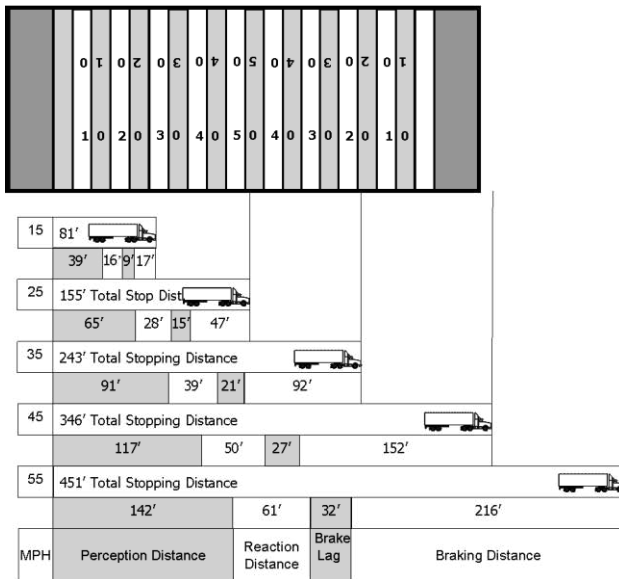 0 1 0 2 0 3 0 4 0 5 0 4 0 3 0 2 0 1
1 0 2 0 3 0 4 0 5 0 4 0 3 0 2 0 1 0
15 81'
39' 16' 9' 17'
25 155' Total Stop Dist
65' 28' 15' 47'
35 243' Total Stopping Distance
91' 39' 21' 92'
45 346' Total Stopping Distance
117' 50' 27' 152'
55 451' Total Stopping Distance
142' 61' 32' 216'
MPH Perception Distance Reaction Distance Brake Lag Braking Distance